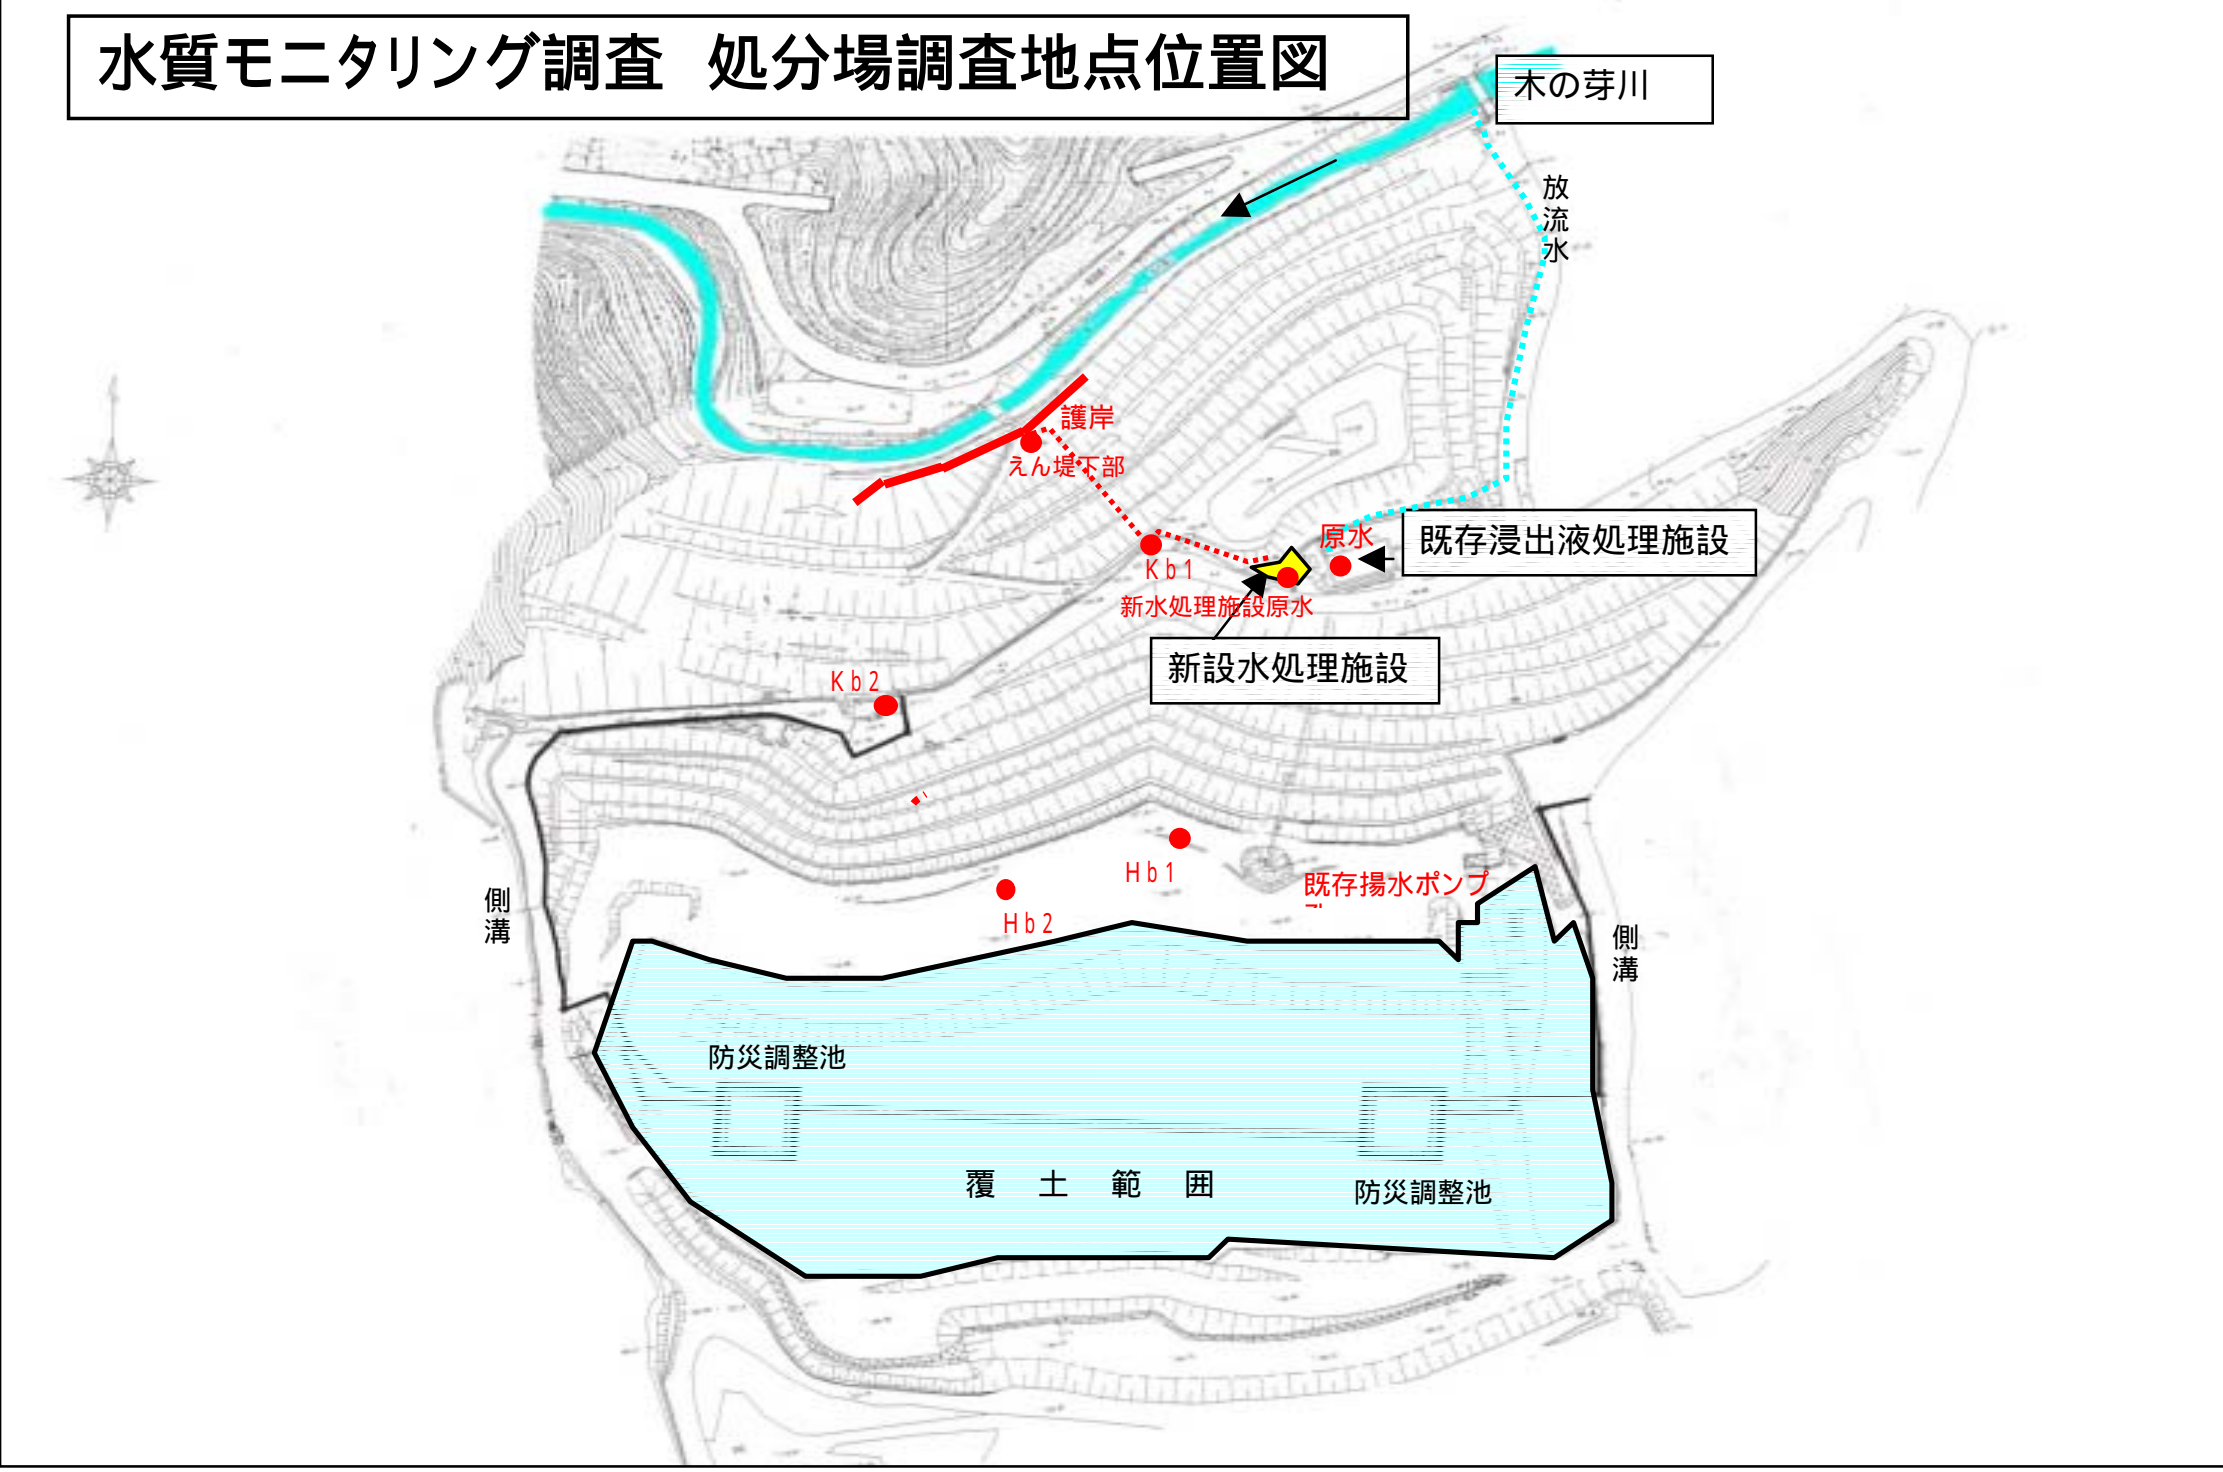 水質モニタリング調査 処分場調査地点位置図
木の芽川
放流水
護岸
えん堤下部
原水
既存浸出液処理施設
Kb1
新水処理施設原水
新設水処理施設
Kb2
Hb1
既存揚水ポンプ
Hb2
側溝
側溝
防災調整池
覆土範囲
防災調整池